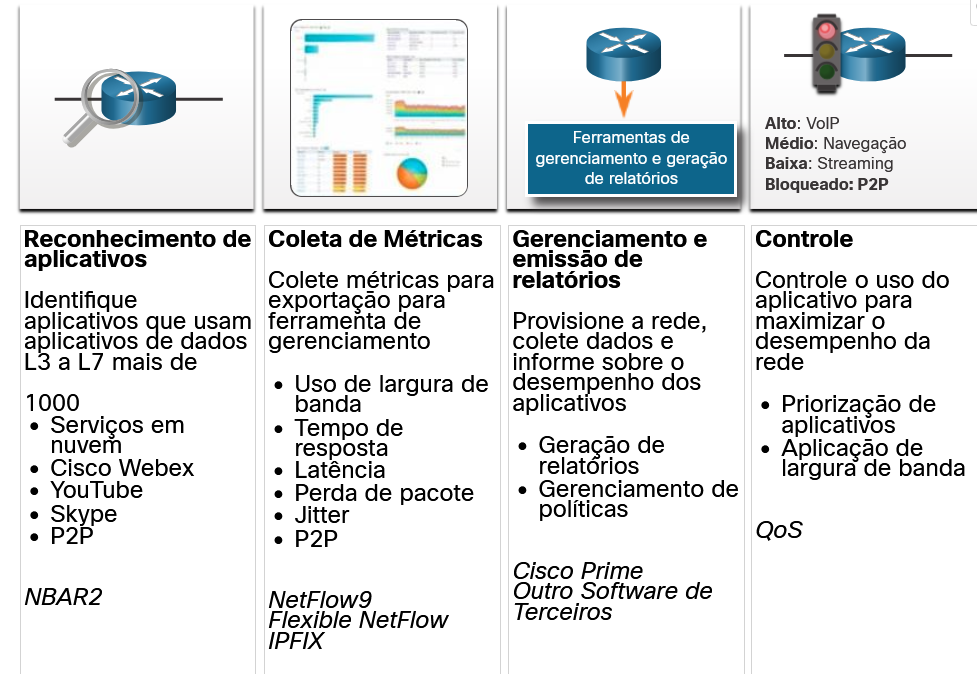 Ferramentas de
gerenciamento e geração
de relatórios
Alto: VoIP
Médio: Navegação
Baixa: Streaming
Bloqueado: P2P
Reconhecimento de
aplicativos
Identifique
aplicativos que usam
aplicativos de dados
L3 a L7 mais de
1000
• Serviços em
nuvem
• Cisco Webex
• YouTube
• Skype
• P2P
NBAR2
Coleta de Métricas
Colete métricas para
exportação para
ferramenta de
gerenciamento
• Uso de largura de
banda
• Tempo de
resposta
• Latência
• Perda de pacote
• Jitter
• P2P
NetFlow9
Flexible NetFlow
IPFIX
Gerenciamento e
emissão de
relatórios
Provisione a rede,
colete dados e
informe sobre o
desempenho dos
aplicativos
• Geração de
relatórios
• Gerenciamento de
políticas
Cisco Prime
Outro Software de
Terceiros
Controle
Controle o uso do
aplicativo para
maximizar o
desempenho da
rede
• Priorização de
aplicativos
• Aplicação de
largura de banda
QoS